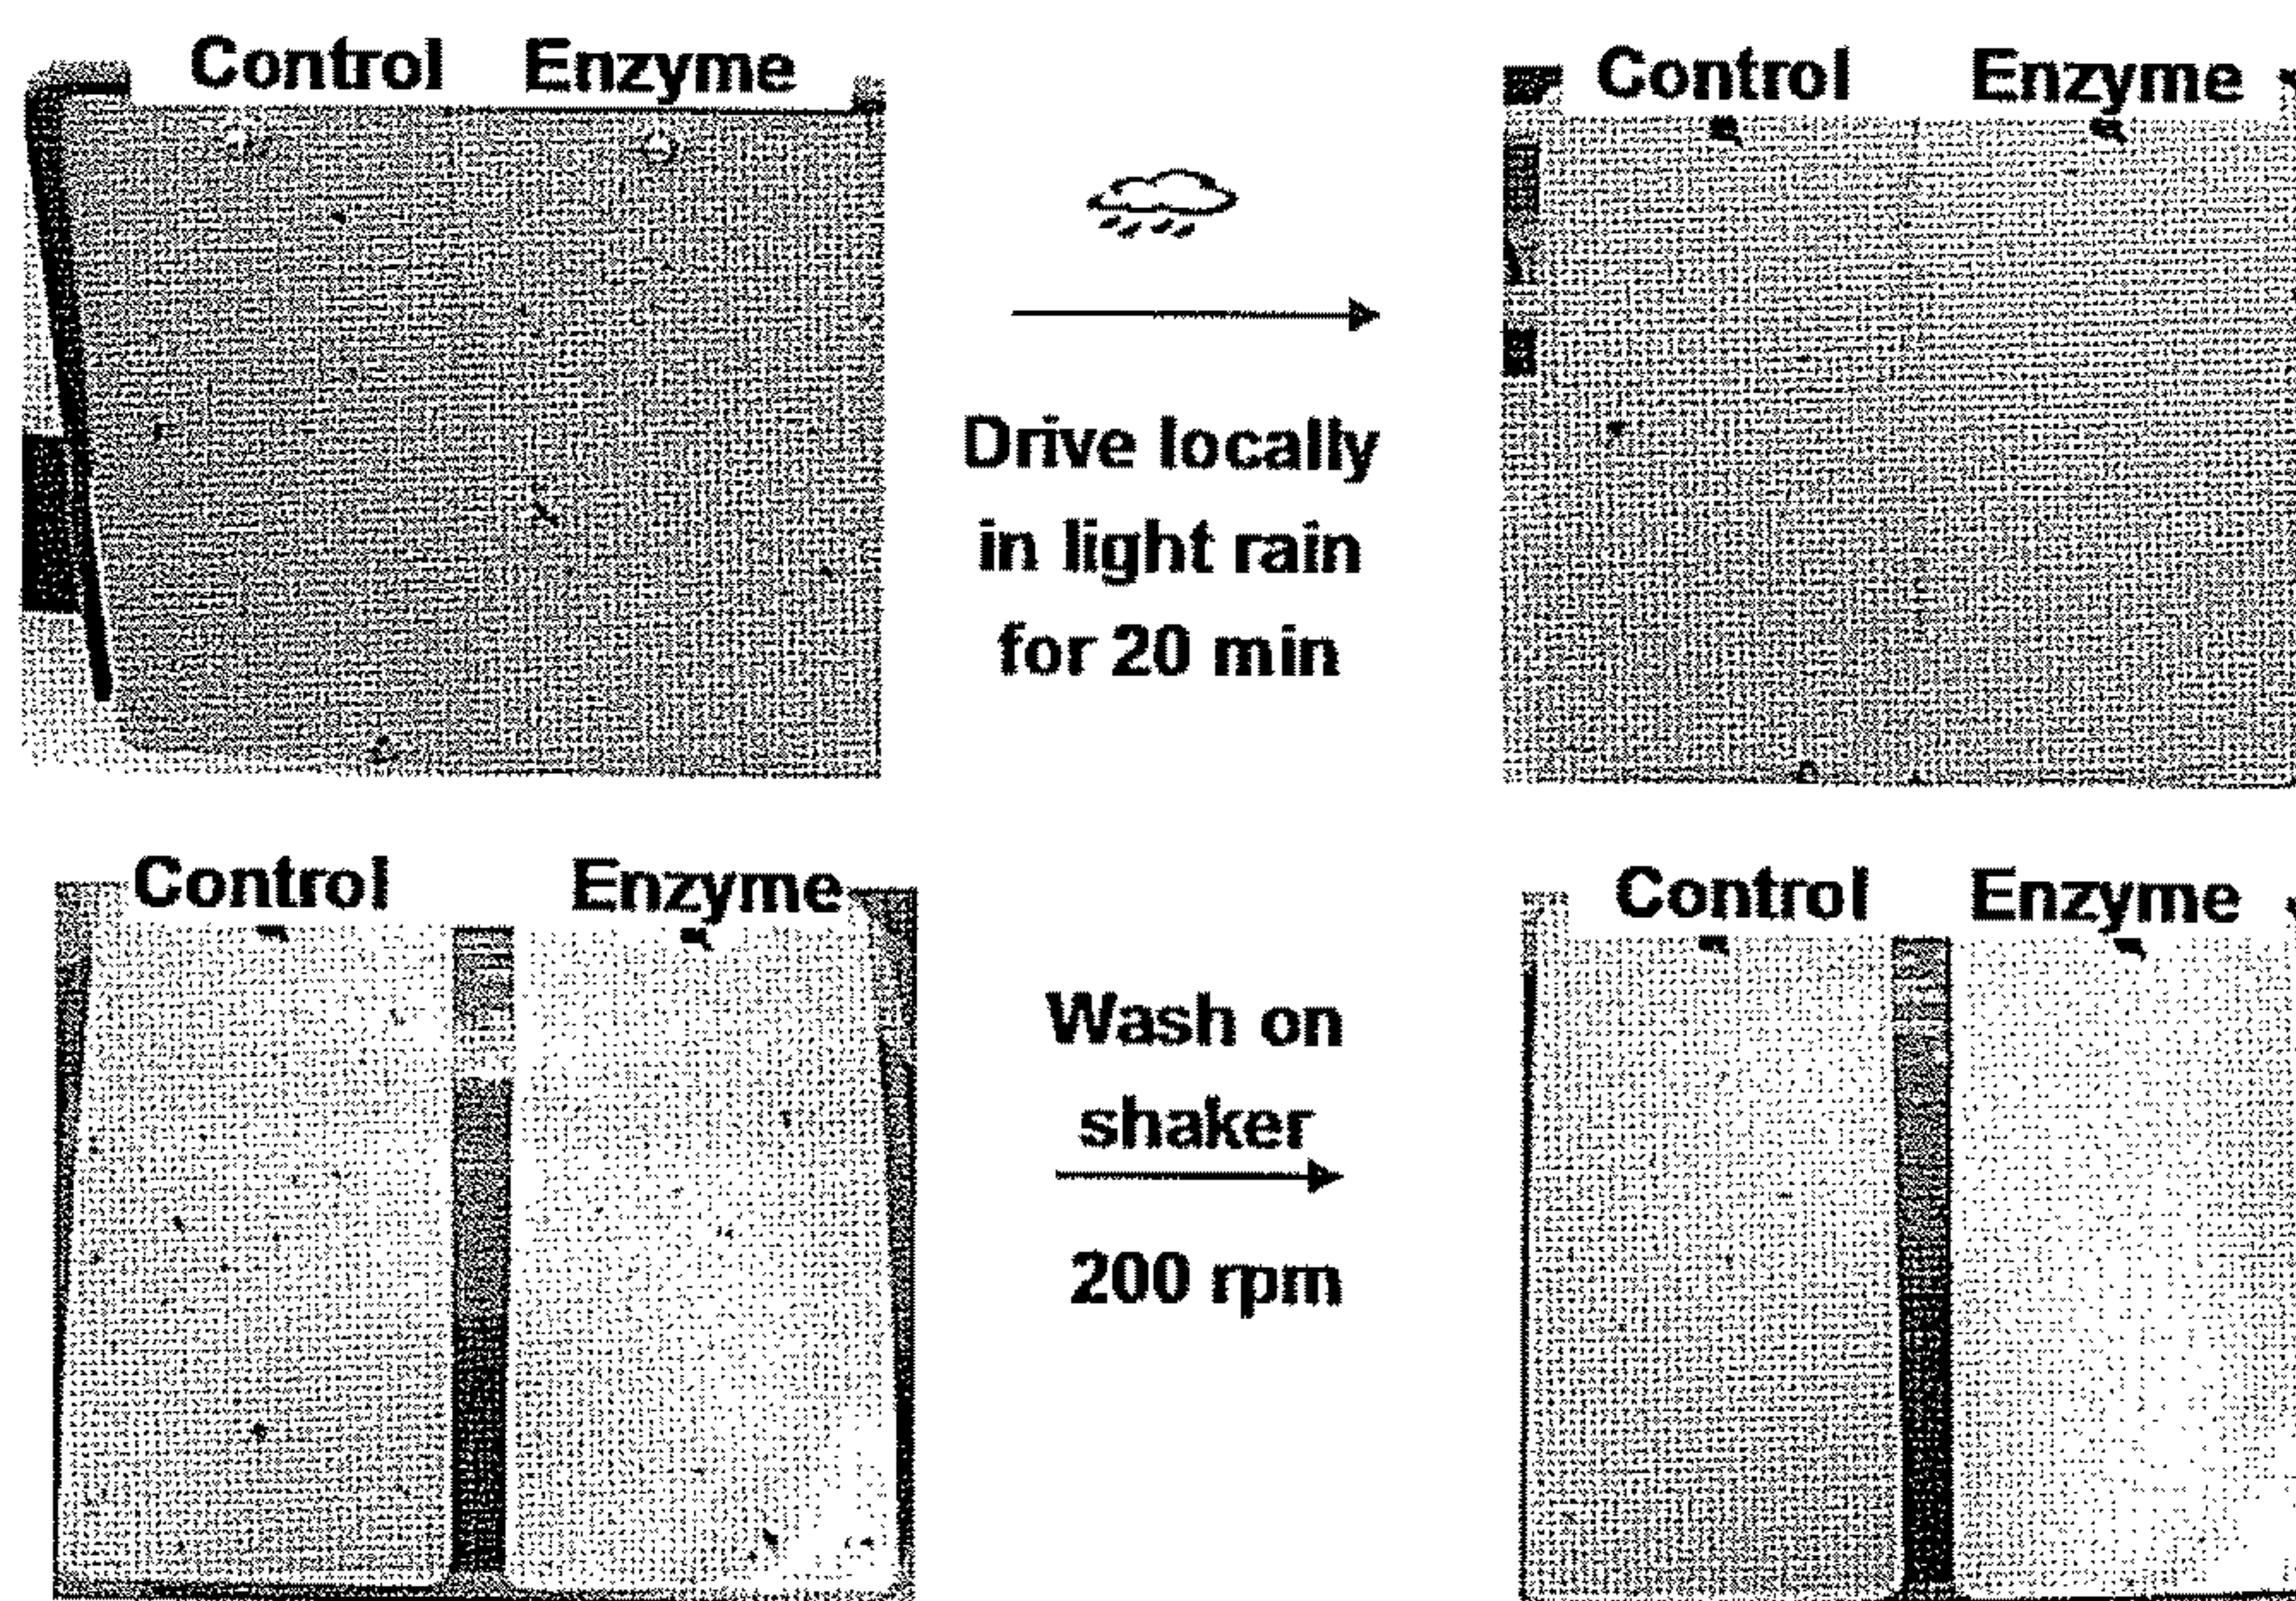 Control Enzyme
Control Enzyme
Drive locally
in light rain
for 20 min
Control Enzyme
Control Enzyme
Wash on
shaker
200 rpm